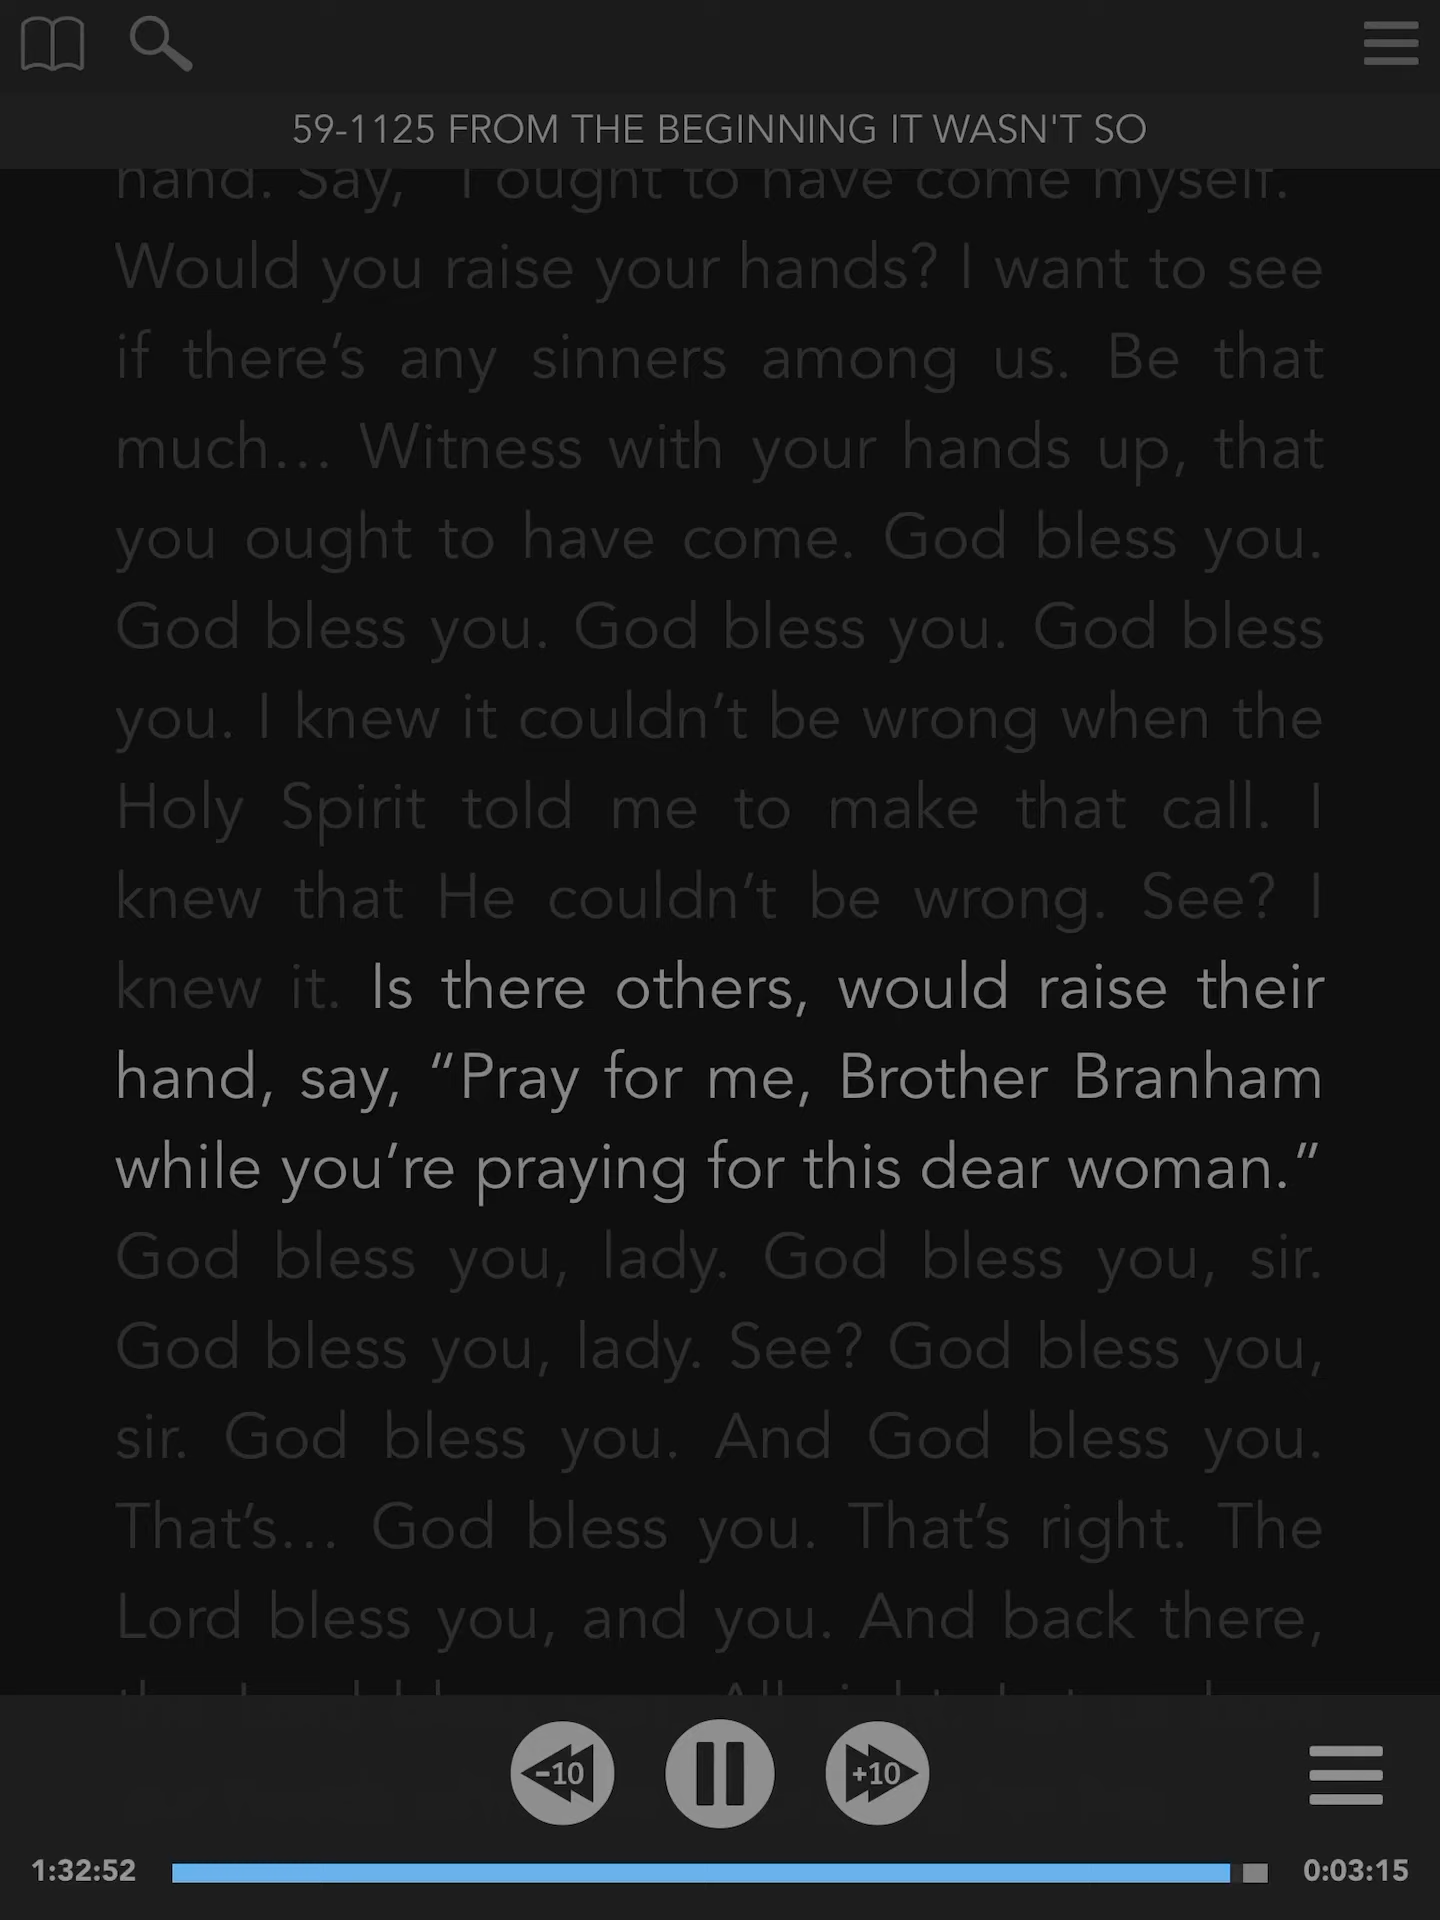 59-1125 FROM THE BEGINNING IT WASN'T SO
hand. Say, "I ought to have come myself."
Would you raise your hands? I want to see
if there’s any sinners among us. Be that
much… Witness with your hands up, that
you ought to have come. God bless you.
God bless you. God bless you. God bless
you. I knew it couldn’t be wrong when the
Holy Spirit told me to make that call. I
knew that He couldn’t be wrong. See? I
knew it. Is there others, would raise their
hand, say, “Pray for me, Brother Branham
while you’re praying for this dear woman.”
God bless you, lady. God bless you, sir.
God bless you, lady. See? God bless you,
sir. God bless you. And God bless you.
That’s… God bless you. That’s right. The
Lord bless you, and you. And back there,
-10 +10
1:32:52 0:03:15